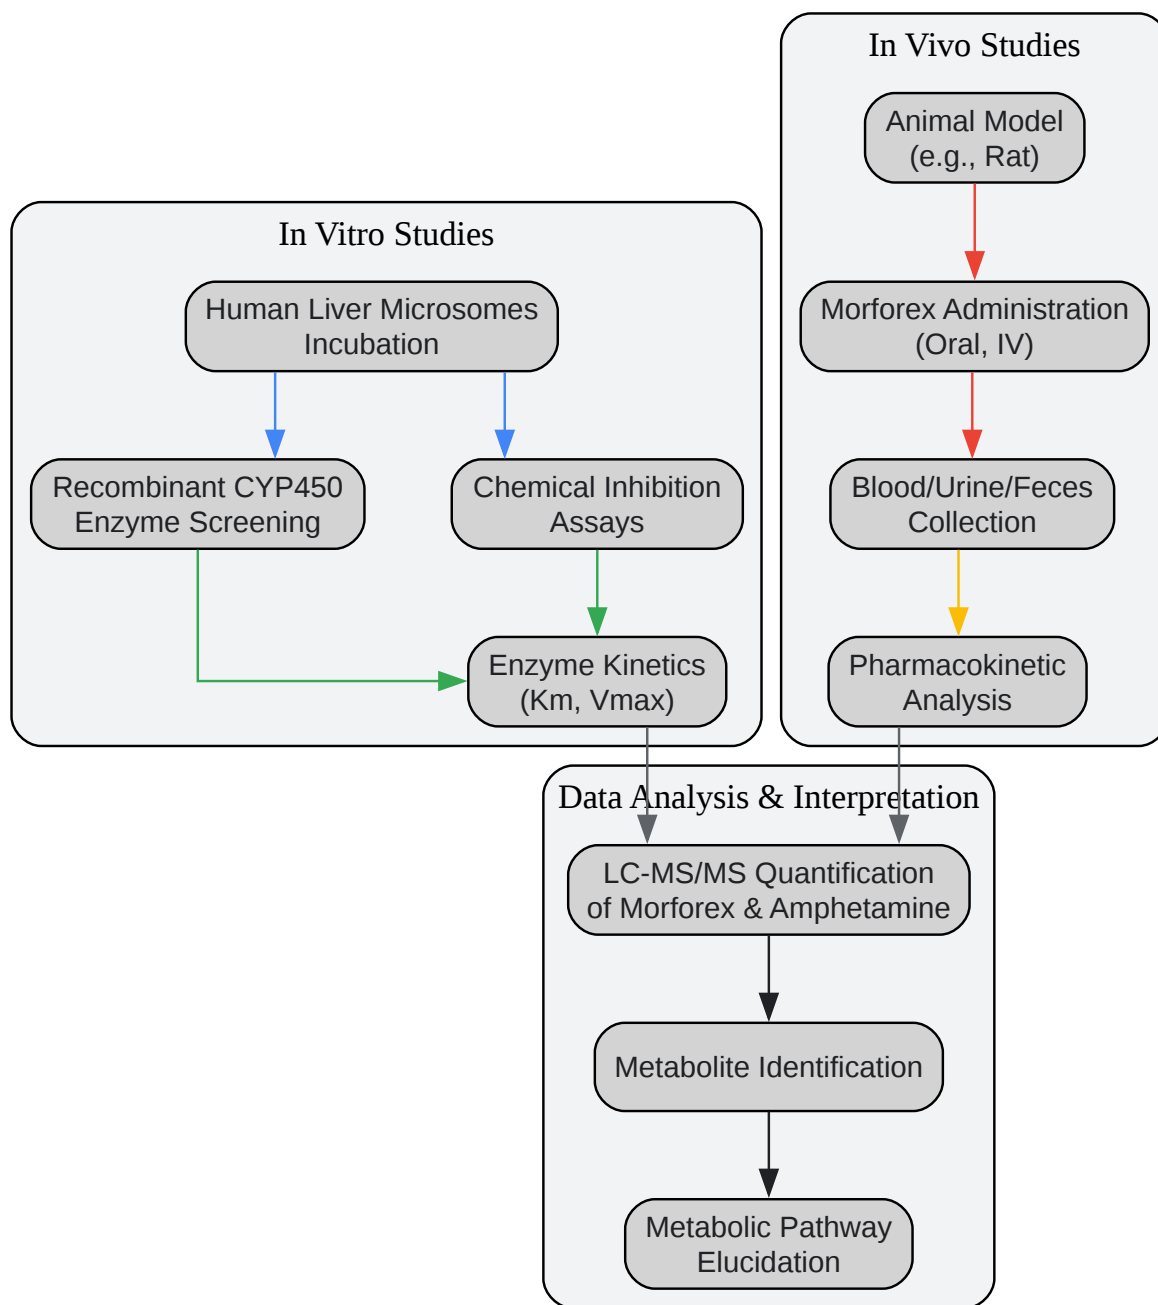 In Vivo Studies
Animal Model
(e.g., Rat)
Morforex Administration
(Oral, IV)
Blood/Urine/Feces
Collection
Pharmacokinetic
Analysis
In Vitro Studies
Human Liver Microsomes
Incubation
Recombinant CYP450
Enzyme Screening
Chemical Inhibition
Assays
Enzyme Kinetics
(Km, Vmax)
Data Analysis & Interpretation
LC-MS/MS Quantification
of Morforex & Amphetamine
Metabolite Identification
Metabolic Pathway
Elucidation